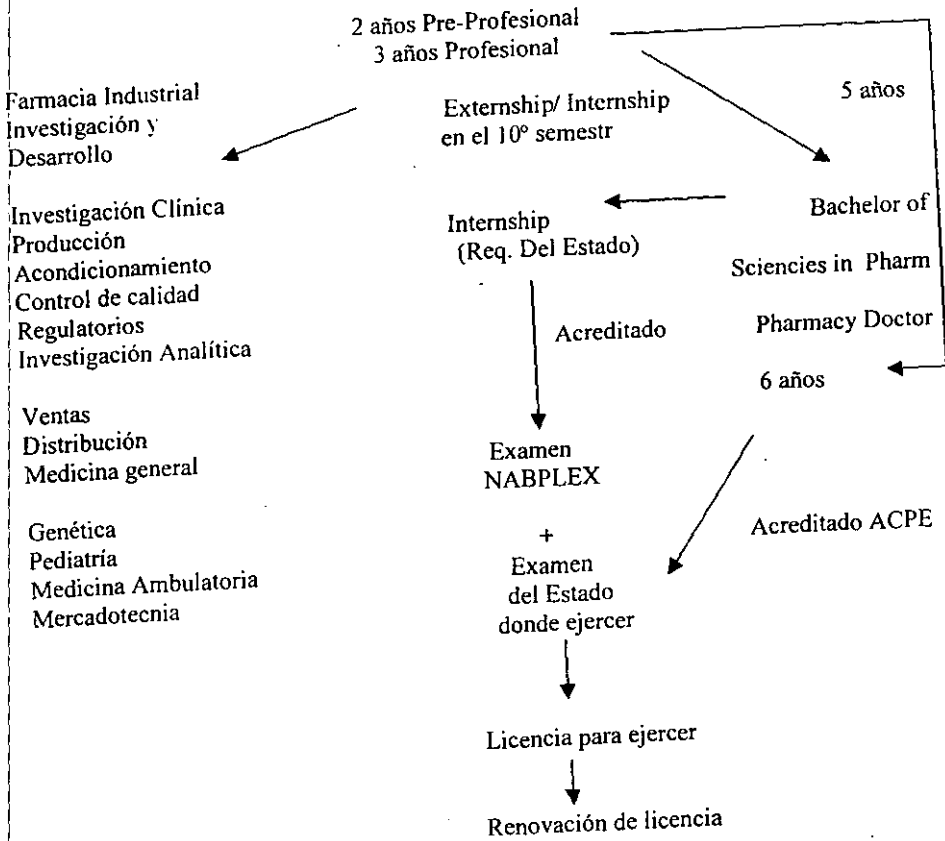 2 años Pre-Profesional
3 años Profesional
Farmacia Industrial
Investigación y
Desarrollo
Investigación Clínica
Producción
Acondicionamiento
Control de calidad
Regulatorios
Investigación Analítica
Ventas
Distribución
Medicina general
Genética
Pediatría
Medicina Ambulatoria
Mercadotecnia
Externship/ Internship
en el 10° semestr
Internship
(Req. Del Estado)
Acreditado
Examen
NABPLEX
+
Examen
del Estado
donde ejercer
Licencia para ejercer
Renovación de licencia
5 años
Bachelor of
Sciencies in Pharm
Pharmacy Doctor
6 años
Acreditado ACPE